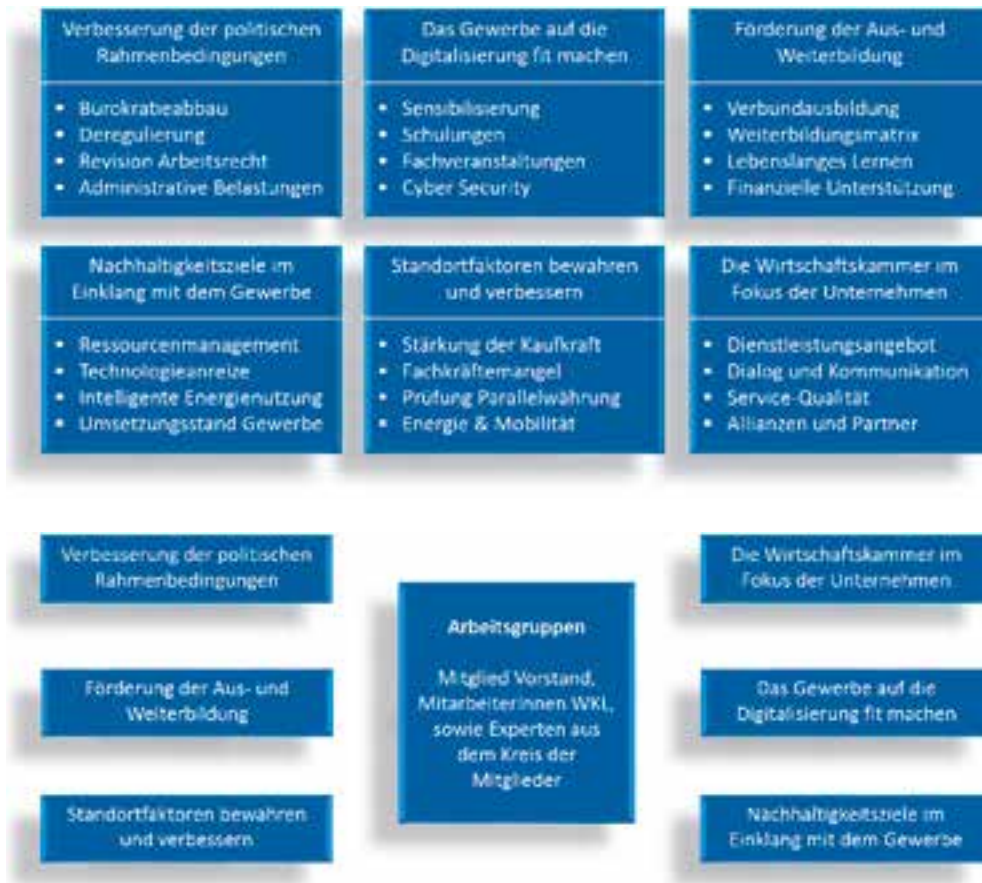 Verbesserung der politischen
Rahmenbedingungen
• Bürokratieabbau
• Deregulierung
• Revision Arbeitsrecht
• Administrative Belastungen
Das Gewerbe auf die
Digitalisierung fit machen
• Sensibilisierung
• Schulungen
• Fachveranstaltungen
• Cyber Security
Förderung der Aus- und
Weiterbildung
• Verbundausbildung
• Weiterbildungsmatrix
• Lebenslanges Lernen
• Finanzielle Unterstützung
Nachhaltigkeitsziele im
Einklang mit dem Gewerbe
• Ressourcenmanagement
• Technologieanreize
• Intelligente Energienutzung
• Umsetzungsstand Gewerbe
Standortfaktoren bewahren
und verbessern
• Stärkung der Kaufkraft
• Fachkräftemangel
• Prüfung Parallelwährung
• Energie & Mobilität
Die Wirtschaftskammer im
Fokus der Unternehmen
• Dienstleistungsangebot
• Dialog und Kommunikation
• Service-Qualität
• Allianzen und Partner
Verbesserung der politischen
Rahmenbedingungen
Förderung der Aus- und
Weiterbildung
Standortfaktoren bewahren
und verbessern
Arbeitsgruppen
Mitglied Vorstand,
MitarbeiterInnen WKL,
sowie Experten aus
dem Kreis der
Mitglieder
Die Wirtschaftskammer im
Fokus der Unternehmen
Das Gewerbe auf die
Digitalisierung fit machen
Nachhaltigkeitsziele im
Einklang mit dem Gewerbe